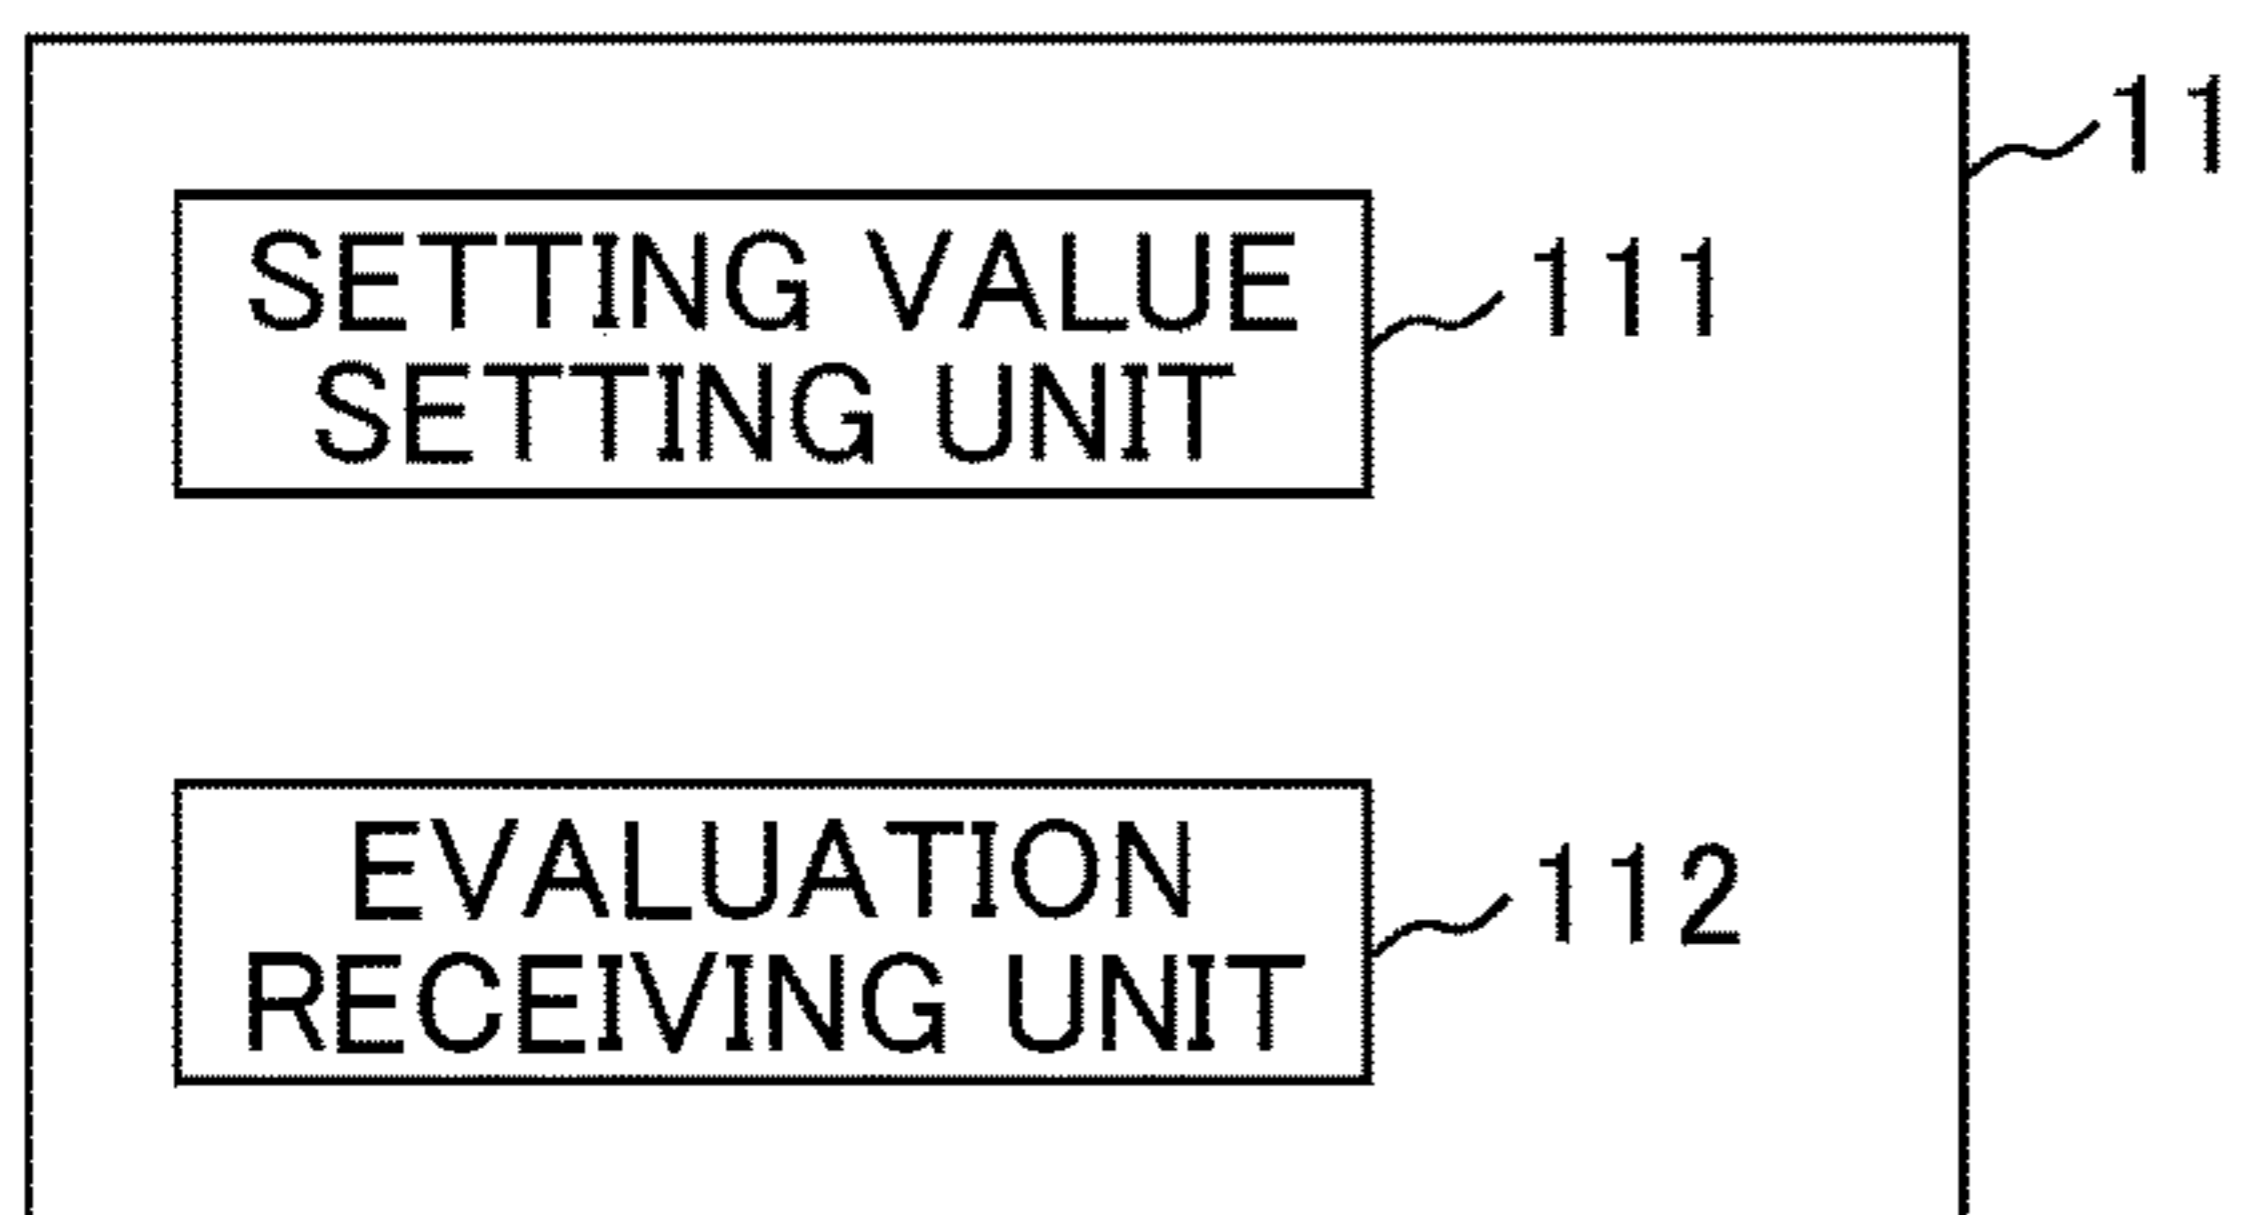 11
SETTING VALUE
SETTING UNIT
111
EVALUATION
RECEIVING UNIT
112